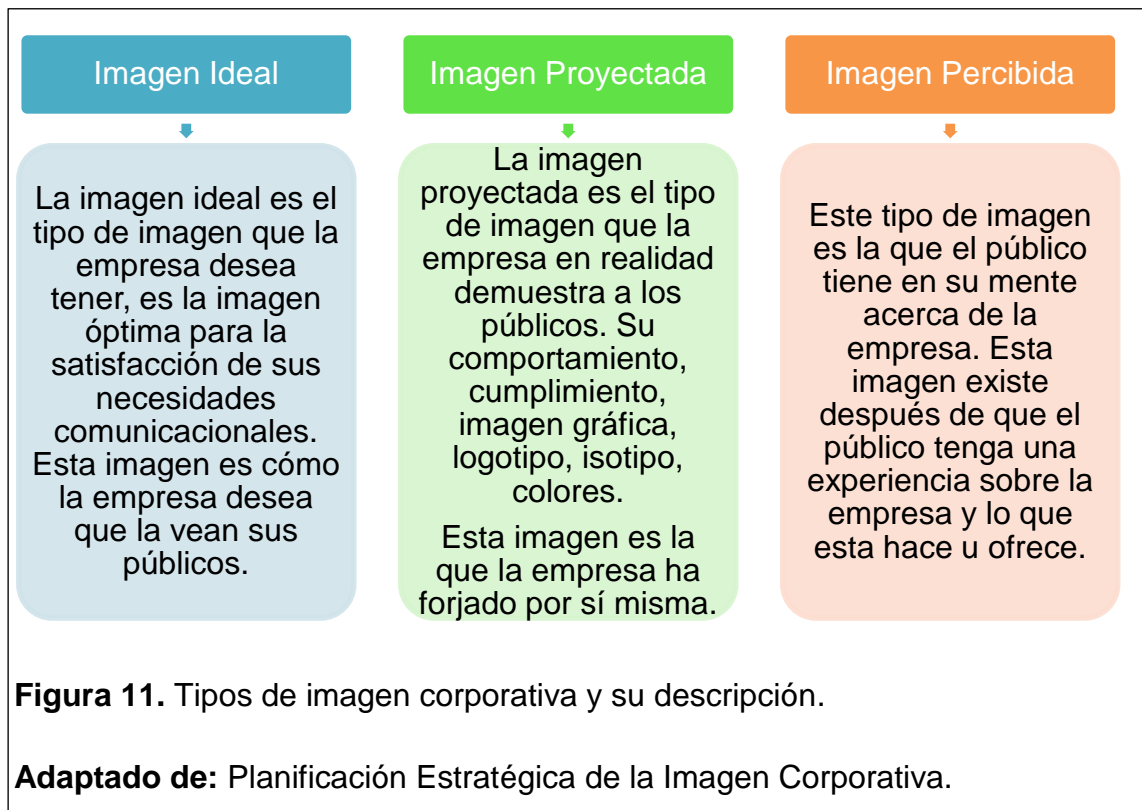 Imagen Ideal
La imagen ideal es el
tipo de imagen que la
empresa desea
tener, es la imagen
óptima para la
satisfacción de sus
necesidades
comunicacionales.
Esta imagen es cómo
la empresa desea
que la vean sus
públicos.
Imagen Proyectada
La imagen
proyectada es el tipo
de imagen que la
empresa en realidad
demuestra a los
públicos. Su
comportamiento,
cumplimiento,
imagen gráfica,
logotipo, isotipo,
colores.
Esta imagen es la
que la empresa ha
forjado por sí misma.
Imagen Percibida
Este tipo de imagen
es la que el público
tiene en su mente
acerca de la
empresa. Esta
imagen existe
después de que el
público tenga una
experiencia sobre la
empresa y lo que
esta hace u ofrece.
Figura 11. Tipos de imagen corporativa y su descripción.
Adaptado de: Planificación Estratégica de la Imagen Corporativa.